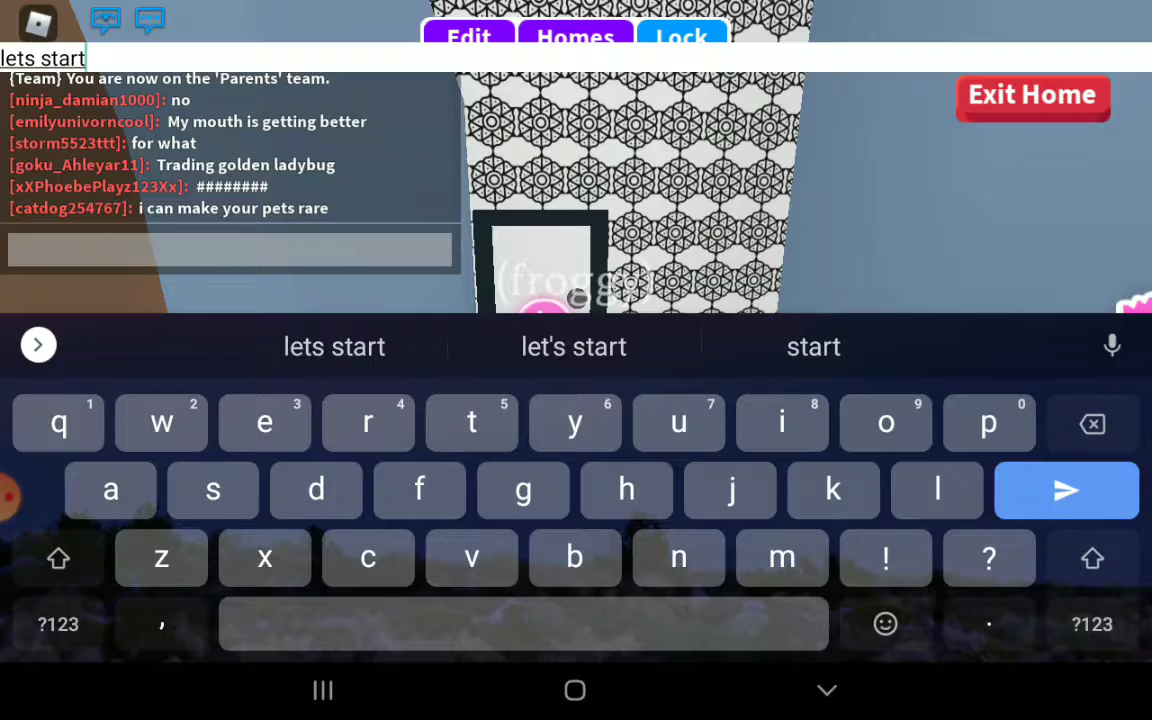 Edit Homes Lock
lets start
{Team} You are now on the 'Parents' team.
Exit Home
[ninja_damian1000]: no
[emilyunivorncool]: My mouth is getting better
[storm5523ttt]: for what
[goku_Ahleyar11]: Trading golden ladybug
[xXPhoebePlayz123Xx]: ########
[catdog254767]: i can make your pets rare
(froggy)
lets start let's start start
q 1 w 2 e 3 r 4 t 5 y 6 u 7 i 8 o 9 p 0
a s d f g h j k l
z x c v b n m ! ?
?123 , . ?123